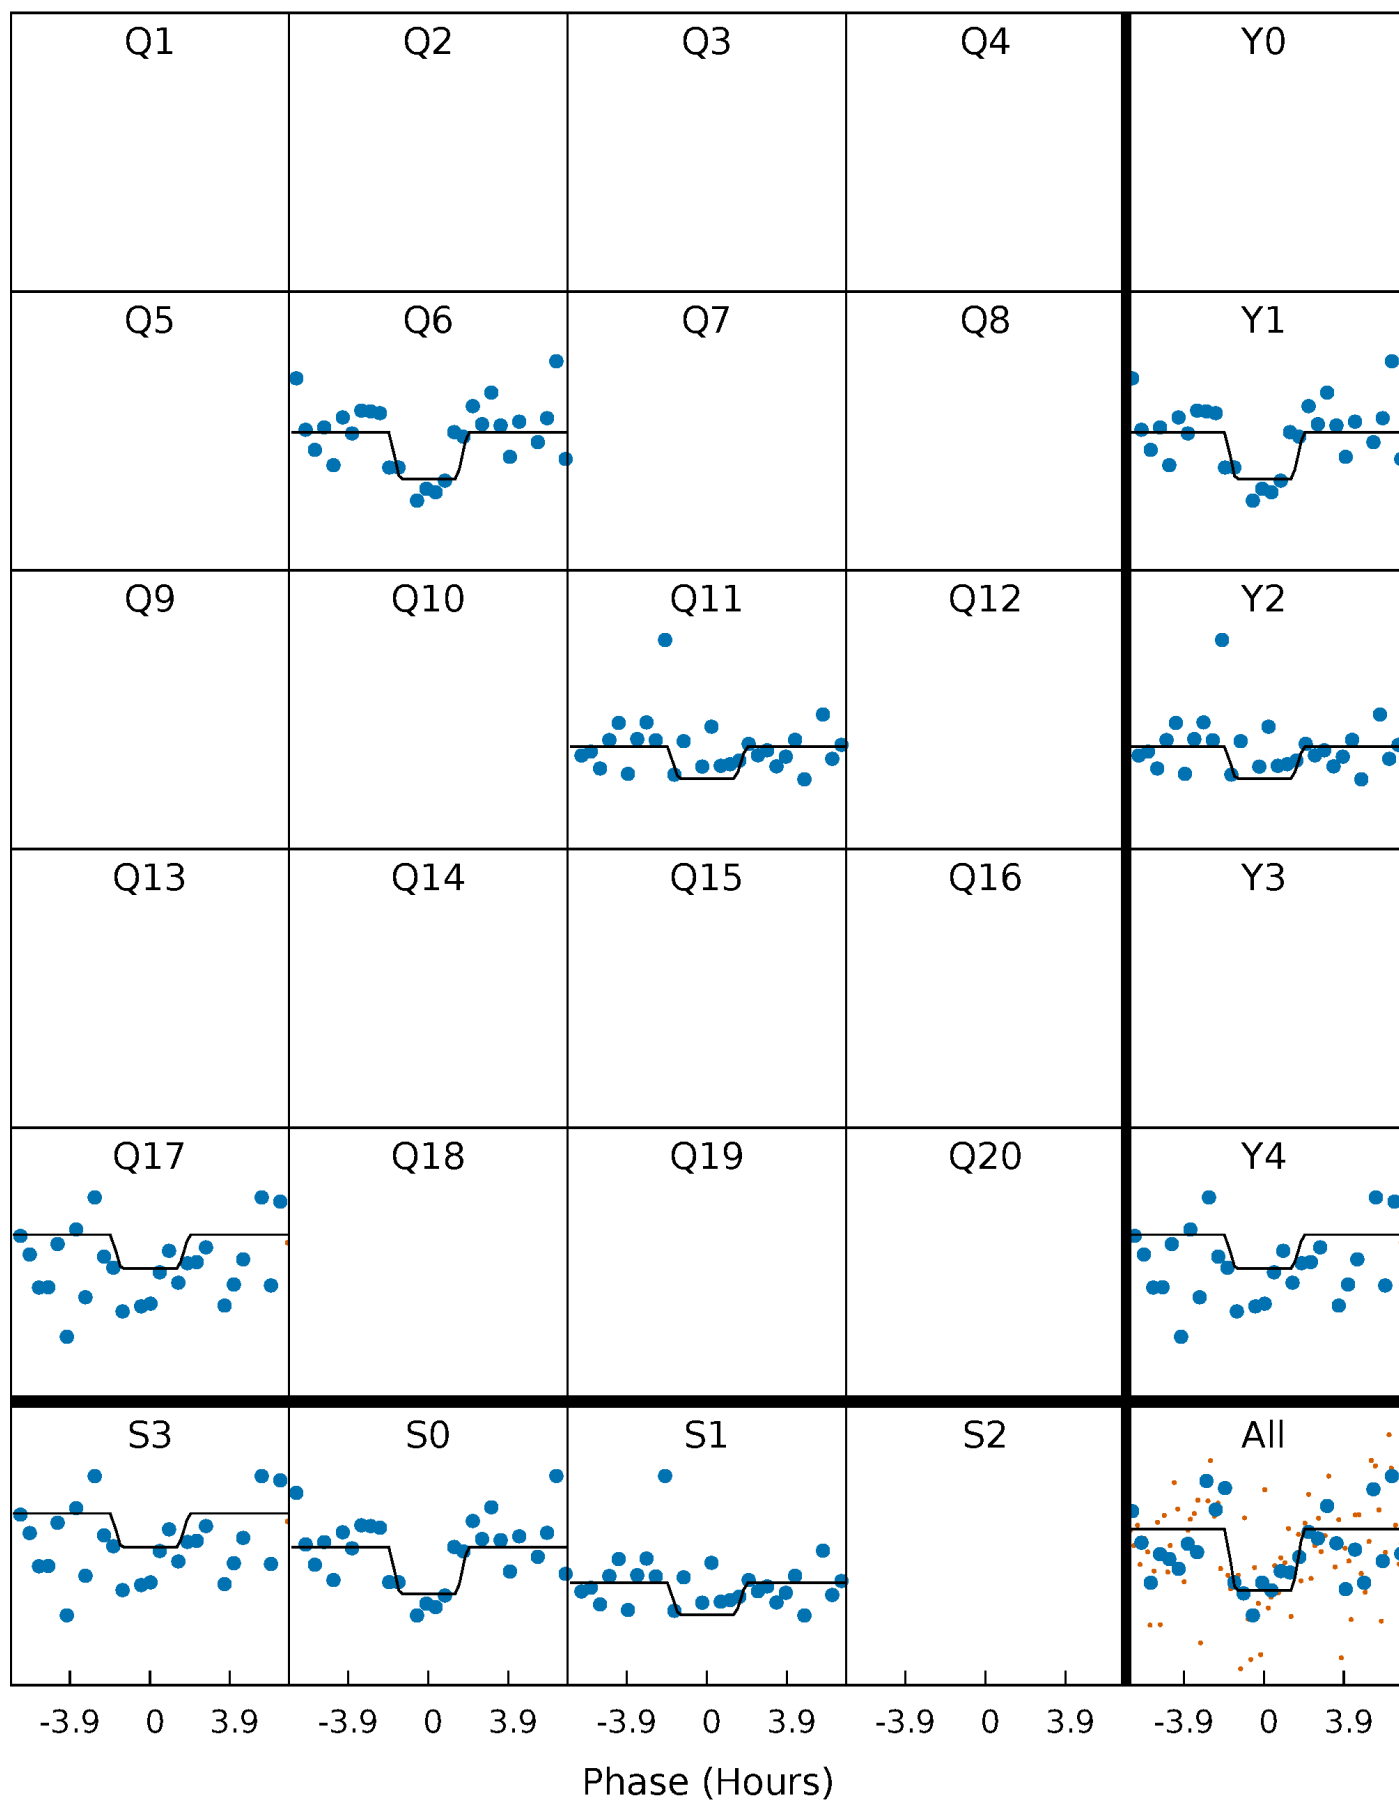 Q1 Q2 Q3 Q4 Y0
Q5 Q6 Q7 Q8 Y1
Q9 Q10 Q11 Q12 Y2
Q13 Q14 Q15 Q16 Y3
Q17 Q18 Q19 Q20 Y4
S3 S0 S1 S2 All
-3.9 0 3.9 -3.9 0 3.9 -3.9 0 3.9 -3.9 0 3.9 -3.9 0 3.9
Phase (Hours)